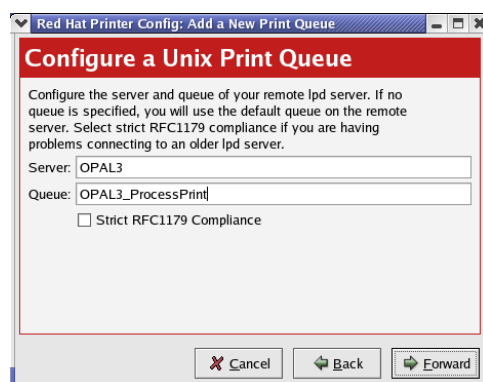 Red Hat Printer Config: Add a New Print Queue
Configure a Unix Print Queue
Configure the server and queue of your remote lpd server. If no
queue is specified, you will use the default queue on the remote
server. Select strict RFC1179 compliance if you are having
problems connecting to an older lpd server.
Server: OPAL3
Queue: OPAL3_ProcessPrint
Strict RFC1179 Compliance
Cancel Back Forward